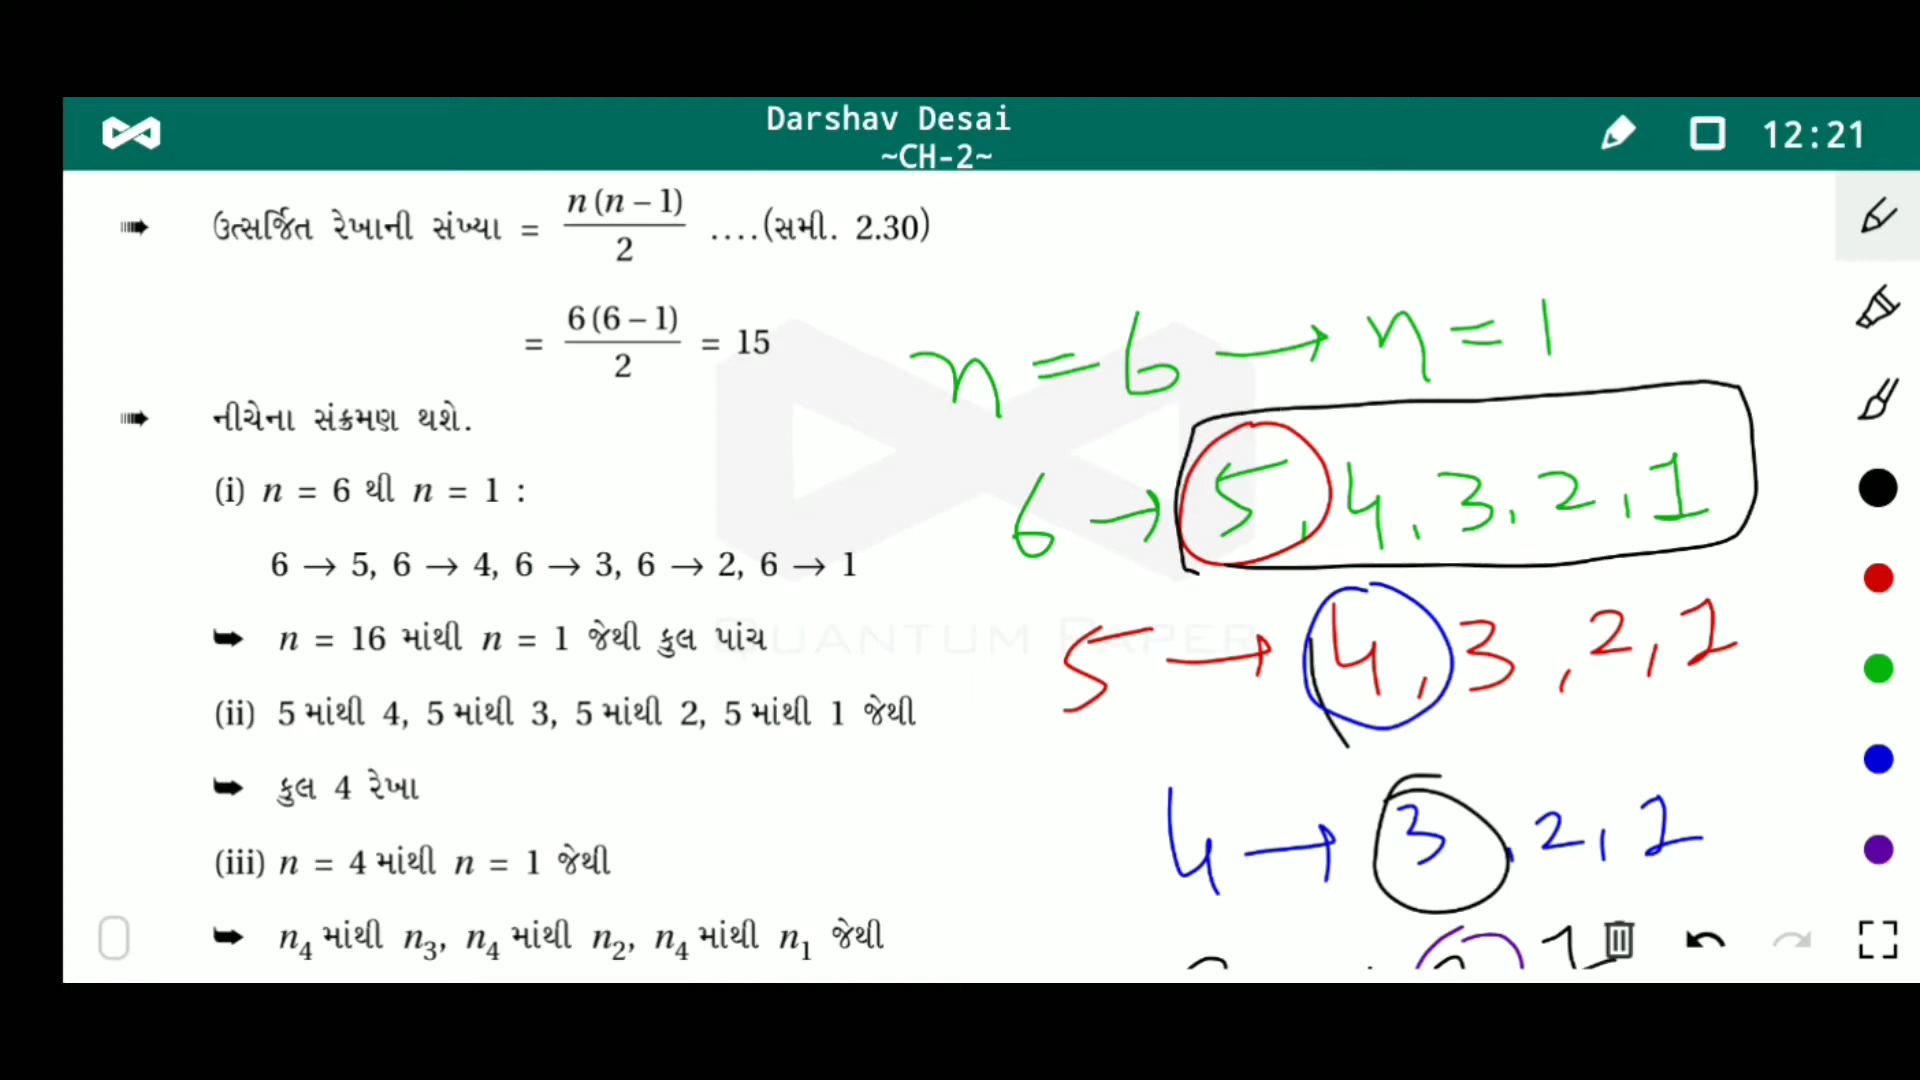 Darshav Desai
~CH-2~
12:21
ઉત્સર્જિત રેખાની સંખ્યા = n (n – 1) / 2 ....(સમી. 2.30)
= 6 (6 – 1) / 2 = 15
નીચેના સંક્રમણ થશે.
(i) n = 6 થી n = 1 :
6 → 5, 6 → 4, 6 → 3, 6 → 2, 6 → 1
n = 16 માંથી n = 1 જેથી કુલ પાંચ
(ii) 5 માંથી 4, 5 માંથી 3, 5 માંથી 2, 5 માંથી 1 જેથી
કુલ 4 રેખા
(iii) n = 4 માંથી n = 1 જેથી
n₄ માંથી n₃, n₄ માંથી n₂, n₄ માંથી n₁ જેથી
n = 6 → n = 1
6 → 5, 4, 3, 2, 1
5 → 4, 3, 2, 1
4 → 3, 2, 1
QUANTUM PAPER